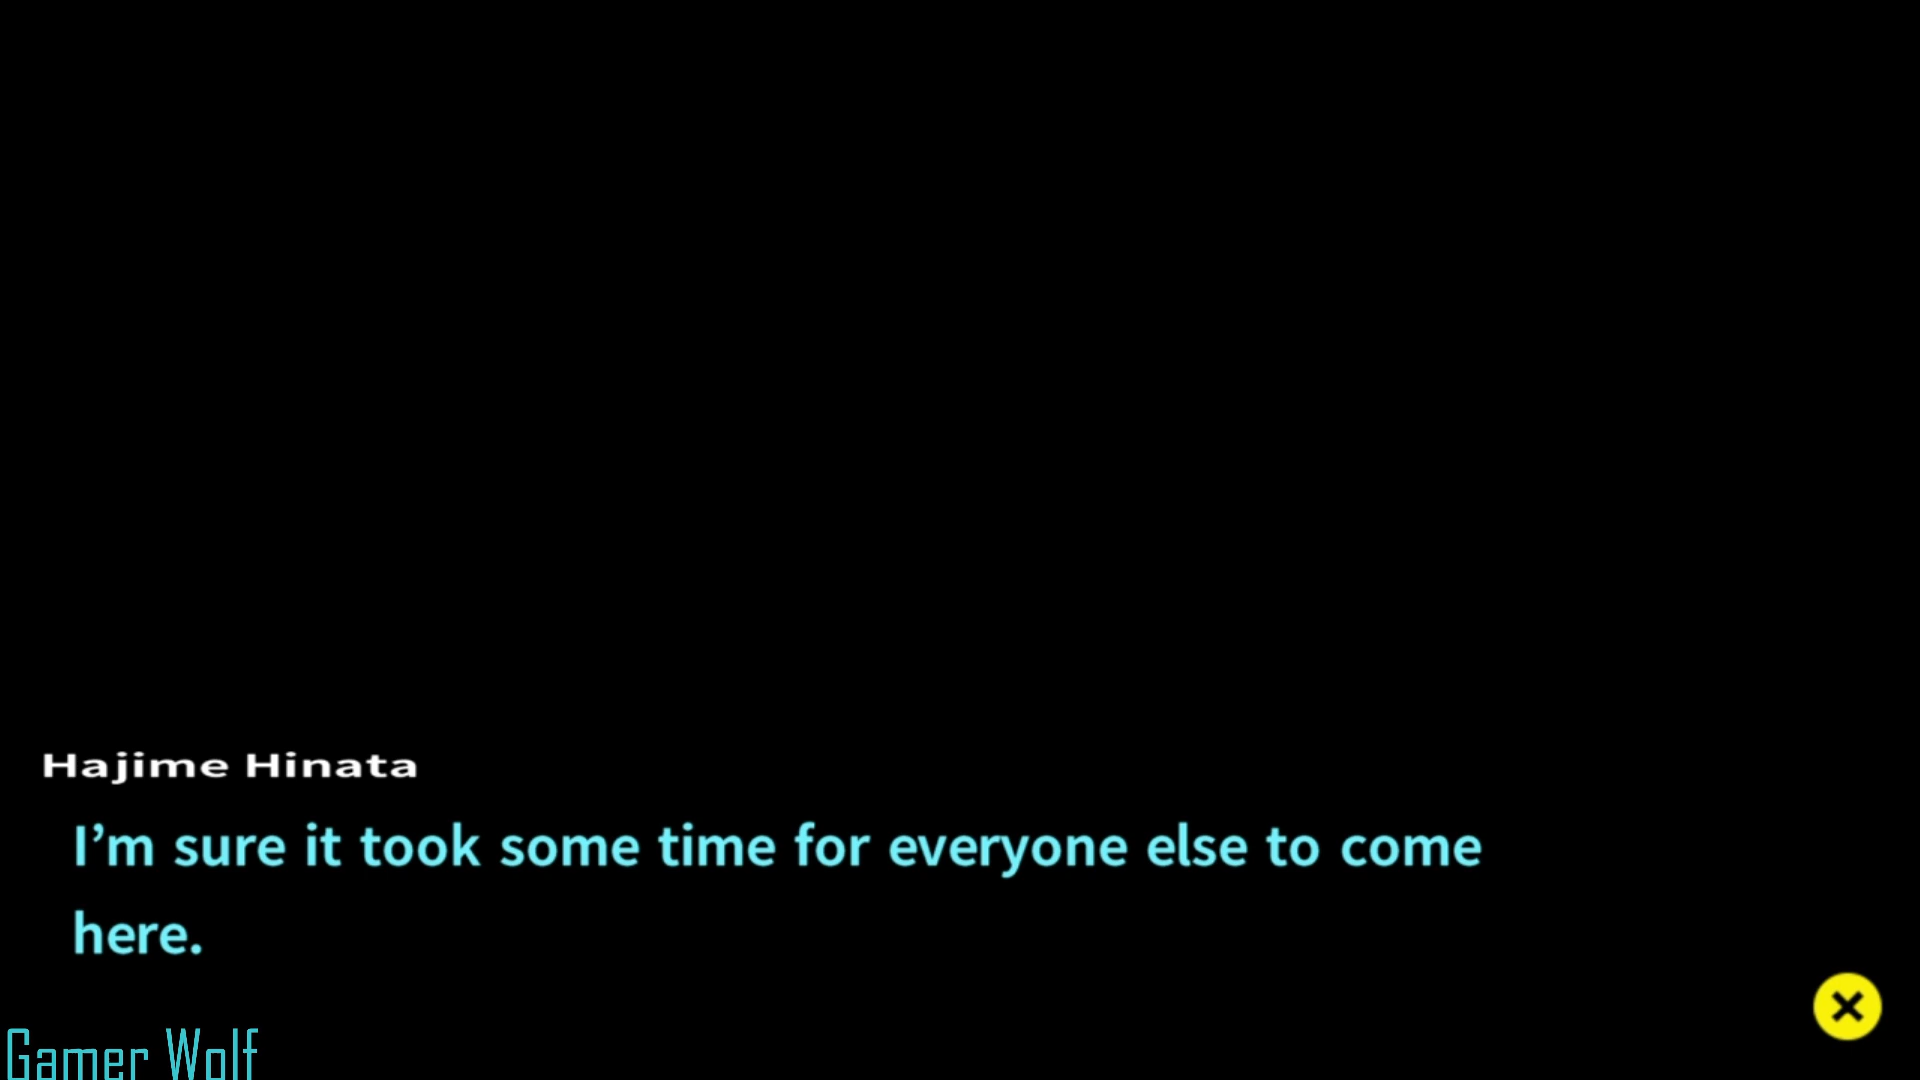 Hajime Hinata
I’m sure it took some time for everyone else to come
here.
Gamer Wolf